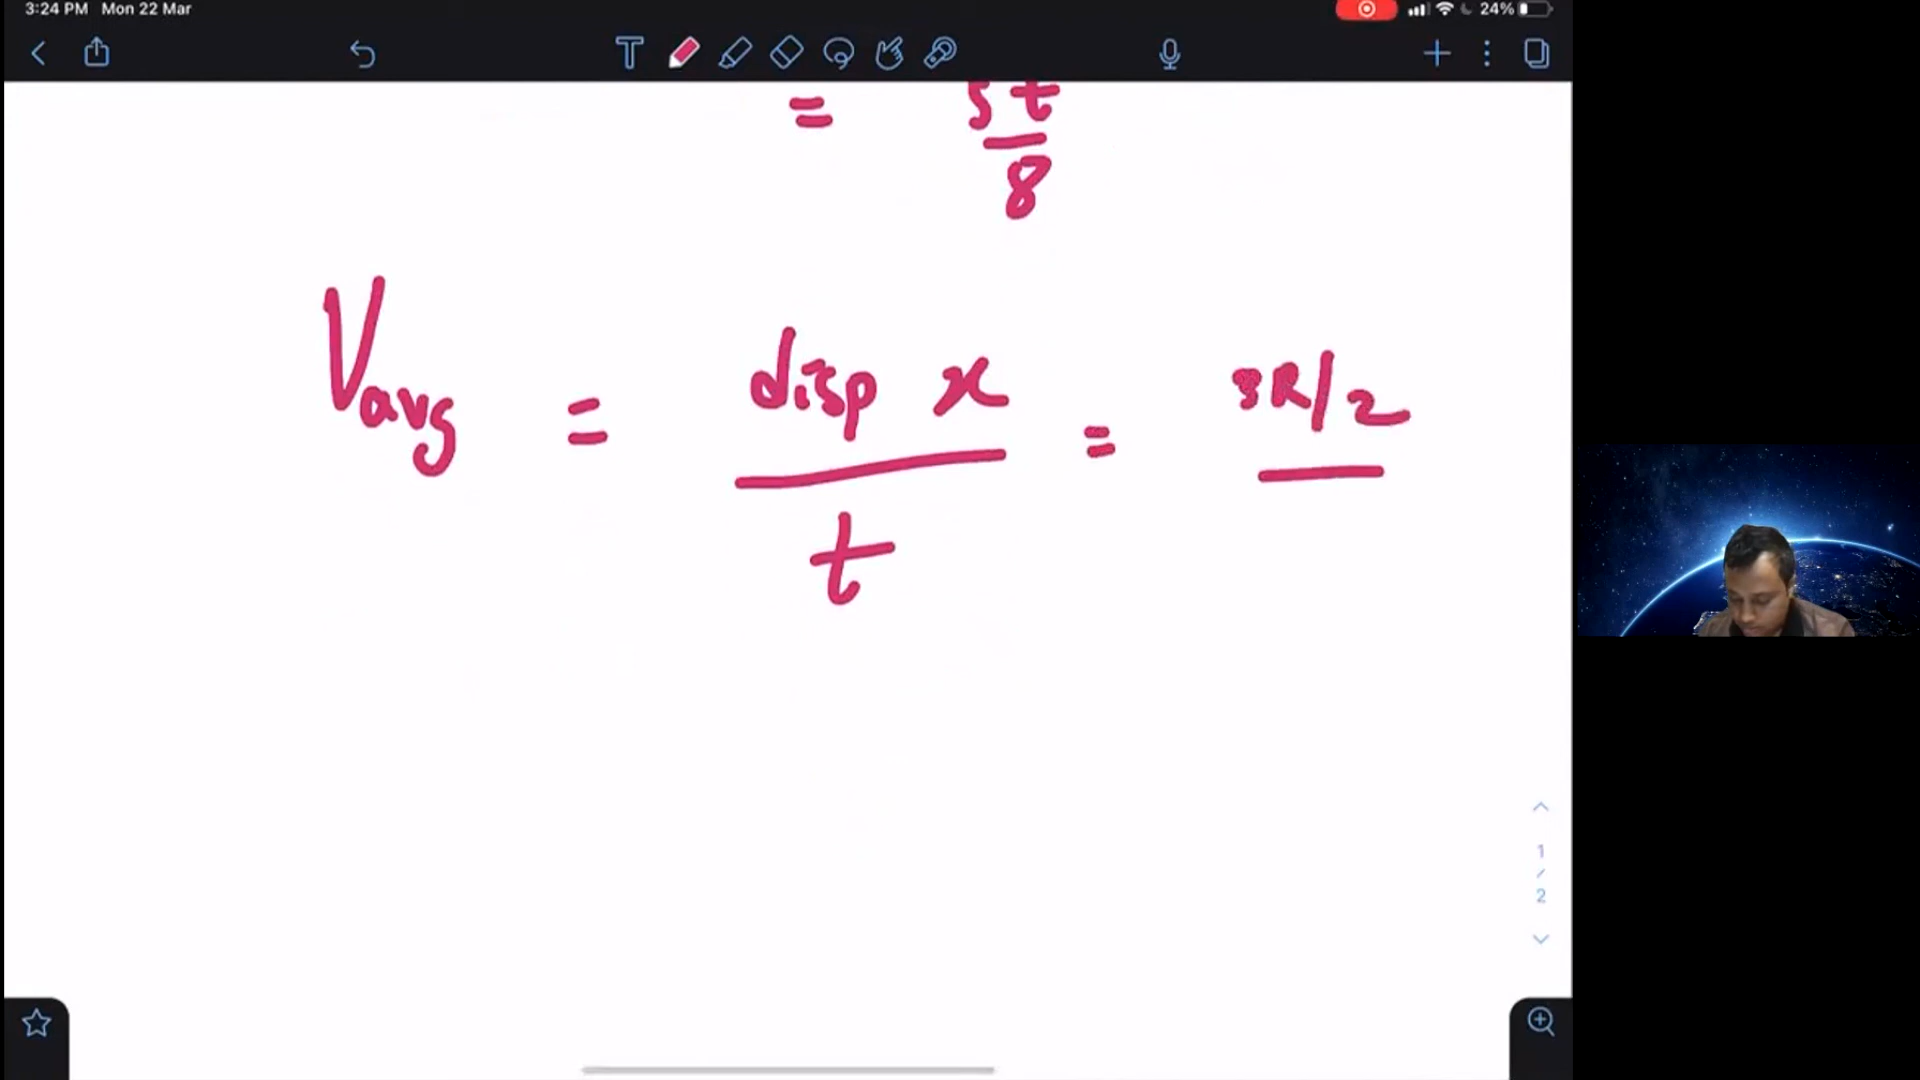 3:24 PM Mon 22 Mar
24%
T
= 5t
8
Vavg = disp x = 3R/2
t
1
/
2